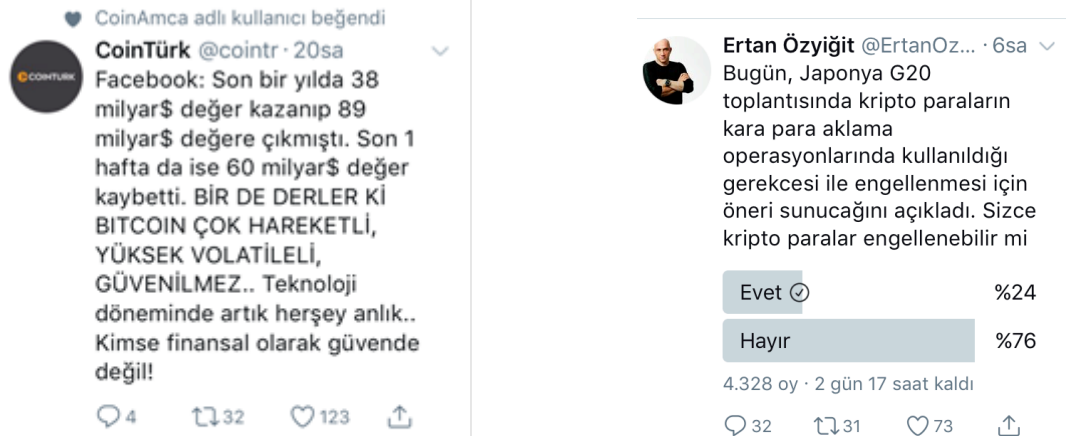 CoinAmca adlı kullanıcı beğendi
CoinTürk @cointr · 20sa
COINTURK
Facebook: Son bir yılda 38
milyar$ değer kazanıp 89
milyar$ değere çıkmıştı. Son 1
hafta da ise 60 milyar$ değer
kaybetti. BİR DE DERLER Kİ
BITCOIN ÇOK HAREKETLİ,
YÜKSEK VOLATİLELİ,
GÜVENİLMEZ.. Teknoloji
döneminde artık herşey anlık..
Kimse finansal olarak güvende
değil!
4 32 123
Ertan Özyiğit @ErtanOz... · 6sa
Bugün, Japonya G20
toplantısında kripto paraların
kara para aklama
operasyonlarında kullanıldığı
gerekcesi ile engellenmesi için
öneri sunucağını açıkladı. Sizce
kripto paralar engellenebilir mi
Evet %24
Hayır %76
4.328 oy · 2 gün 17 saat kaldı
32 31 73